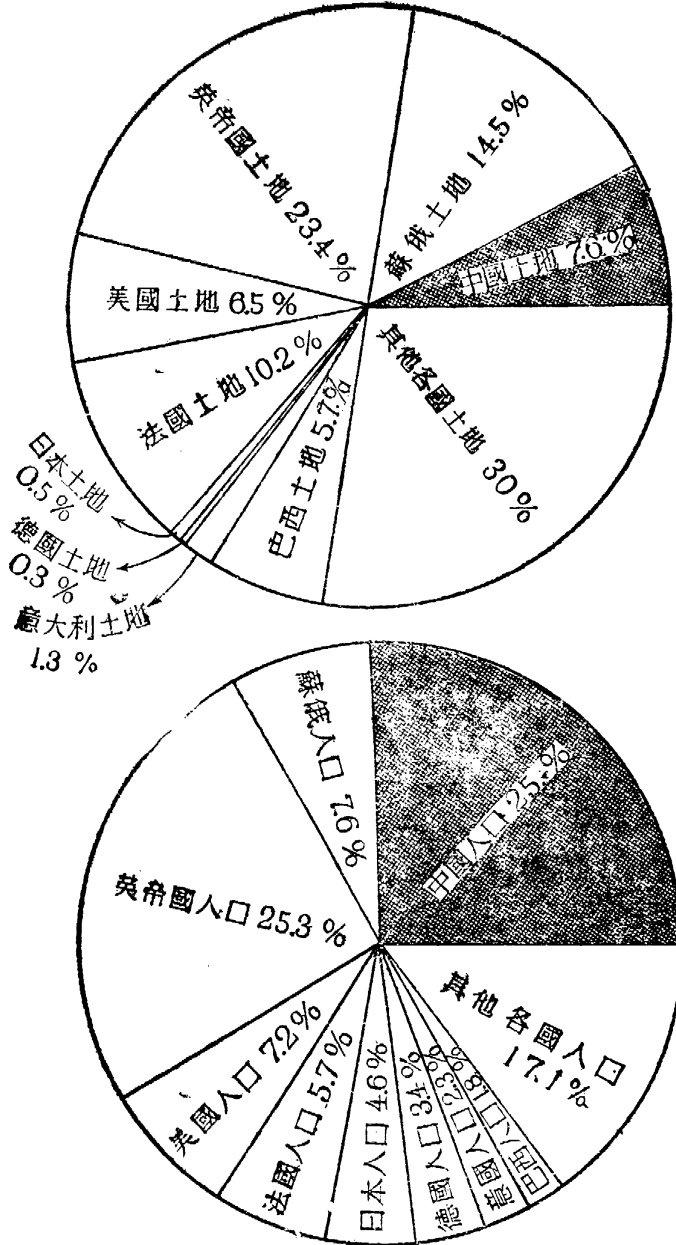 英帝國土地 23.4 %
蘇俄土地 14.5 %
中國土地 7.6 %
美國土地 6.5 %
法國土地 10.2 %
其他各國土地 30 %
巴西土地 5.7 %
日本土地
0.5 %
德國土地
0.3 %
意大利土地
1.3 %
蘇俄人口 7.6 %
中國人口 25. %
英帝國人口 25.3 %
其他各國人口
17.1 %
美國人口 7.2 %
法國人口 5.7 %
日本人口 4.6 %
德國人口 3.4 %
意國人口 2.3 %
巴西人口 1.8 %